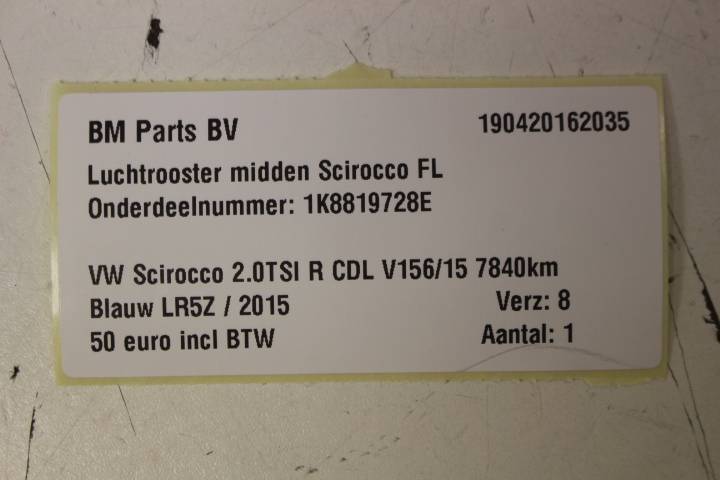 BM Parts BV 190420162035
Luchtrooster midden Scirocco FL
Onderdeelnummer: 1K8819728E
VW Scirocco 2.0TSI R CDL V156/15 7840km
Blauw LR5Z / 2015 Verz: 8
50 euro incl BTW Aantal: 1